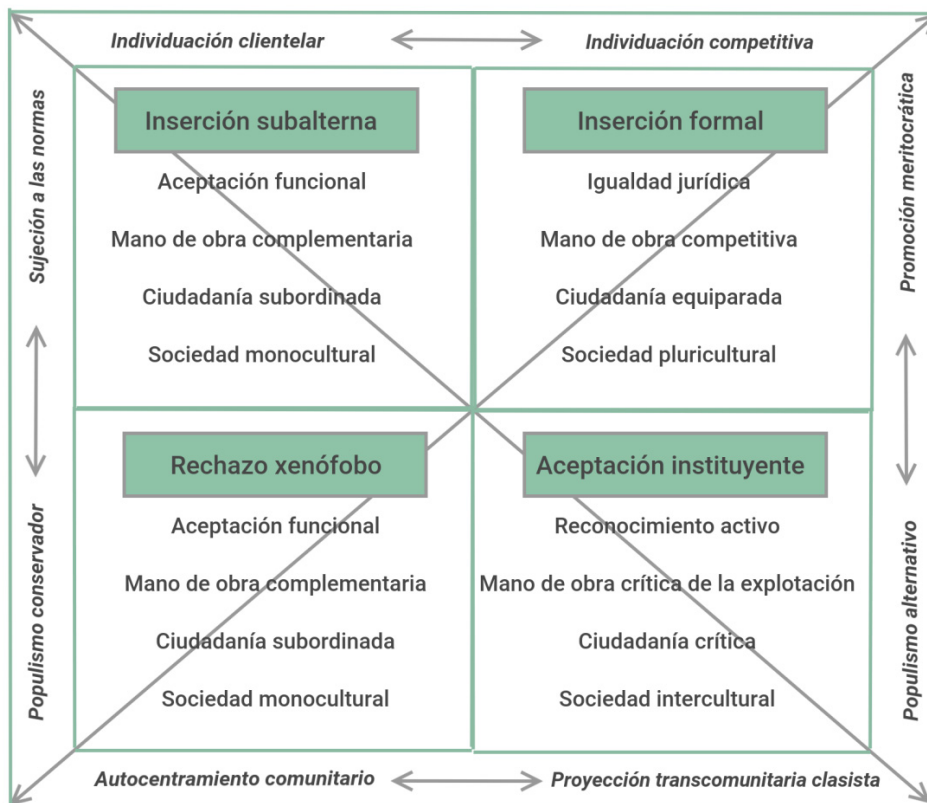 Individuación clientelar
Individuación competitiva
Sujeción a las normas
Promoción meritocrática
Inserción subalterna
Aceptación funcional
Mano de obra complementaria
Ciudadanía subordinada
Sociedad monocultural
Inserción formal
Igualdad jurídica
Mano de obra competitiva
Ciudadanía equiparada
Sociedad pluricultural
Populismo conservador
Populismo alternativo
Rechazo xenófobo
Aceptación funcional
Mano de obra complementaria
Ciudadanía subordinada
Sociedad monocultural
Aceptación instituyente
Reconocimiento activo
Mano de obra crítica de la explotación
Ciudadanía crítica
Sociedad intercultural
Autocentramiento comunitario
Proyección transcomunitaria clasista